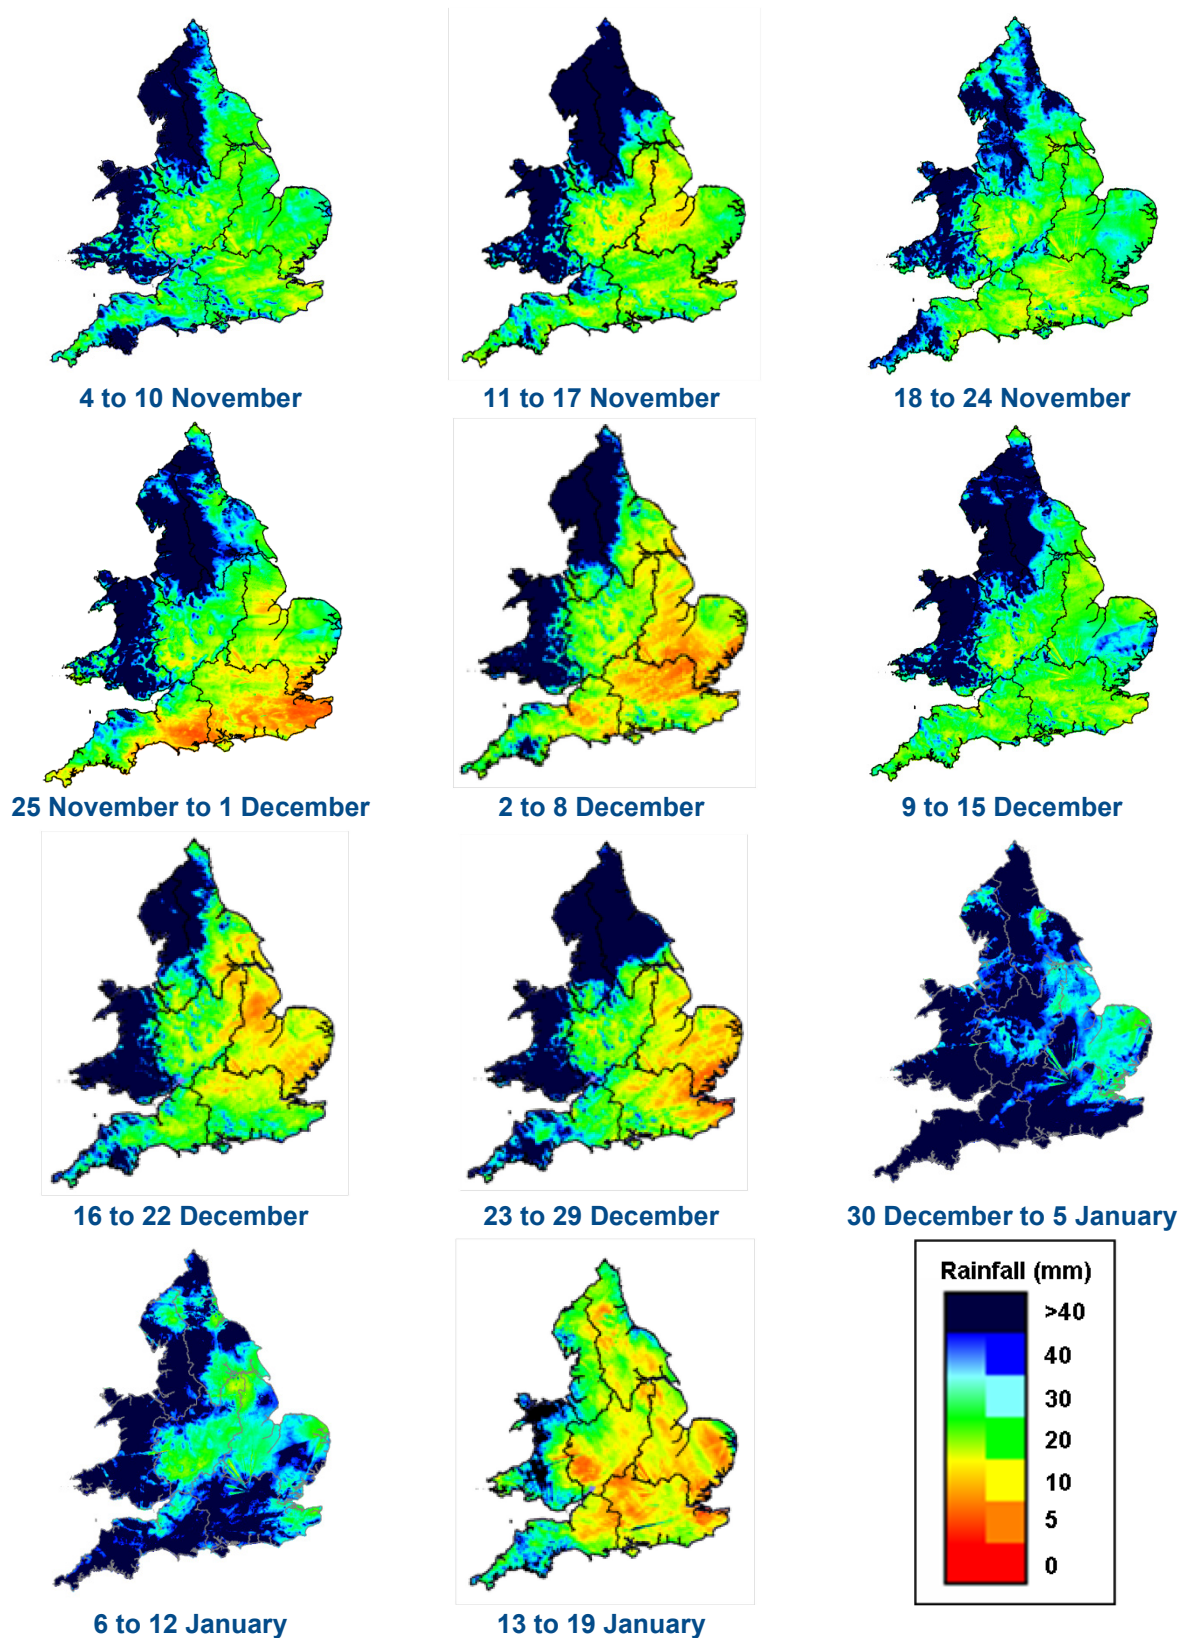 4 to 10 November
11 to 17 November
18 to 24 November
25 November to 1 December
2 to 8 December
9 to 15 December
16 to 22 December
23 to 29 December
30 December to 5 January
6 to 12 January
13 to 19 January
Rainfall (mm)
>40
40
30
20
10
5
0